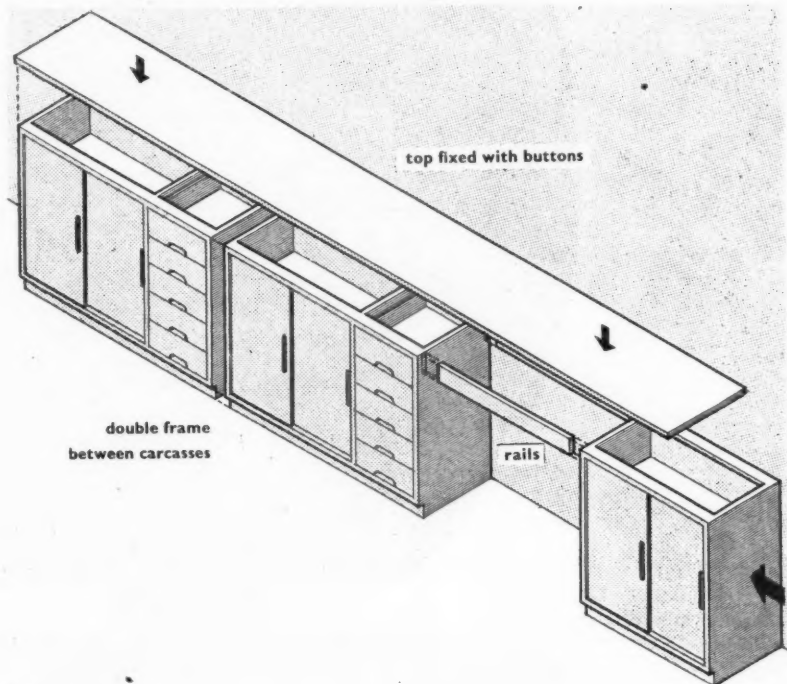 top fixed with buttons
double frame
between carcasses
rails